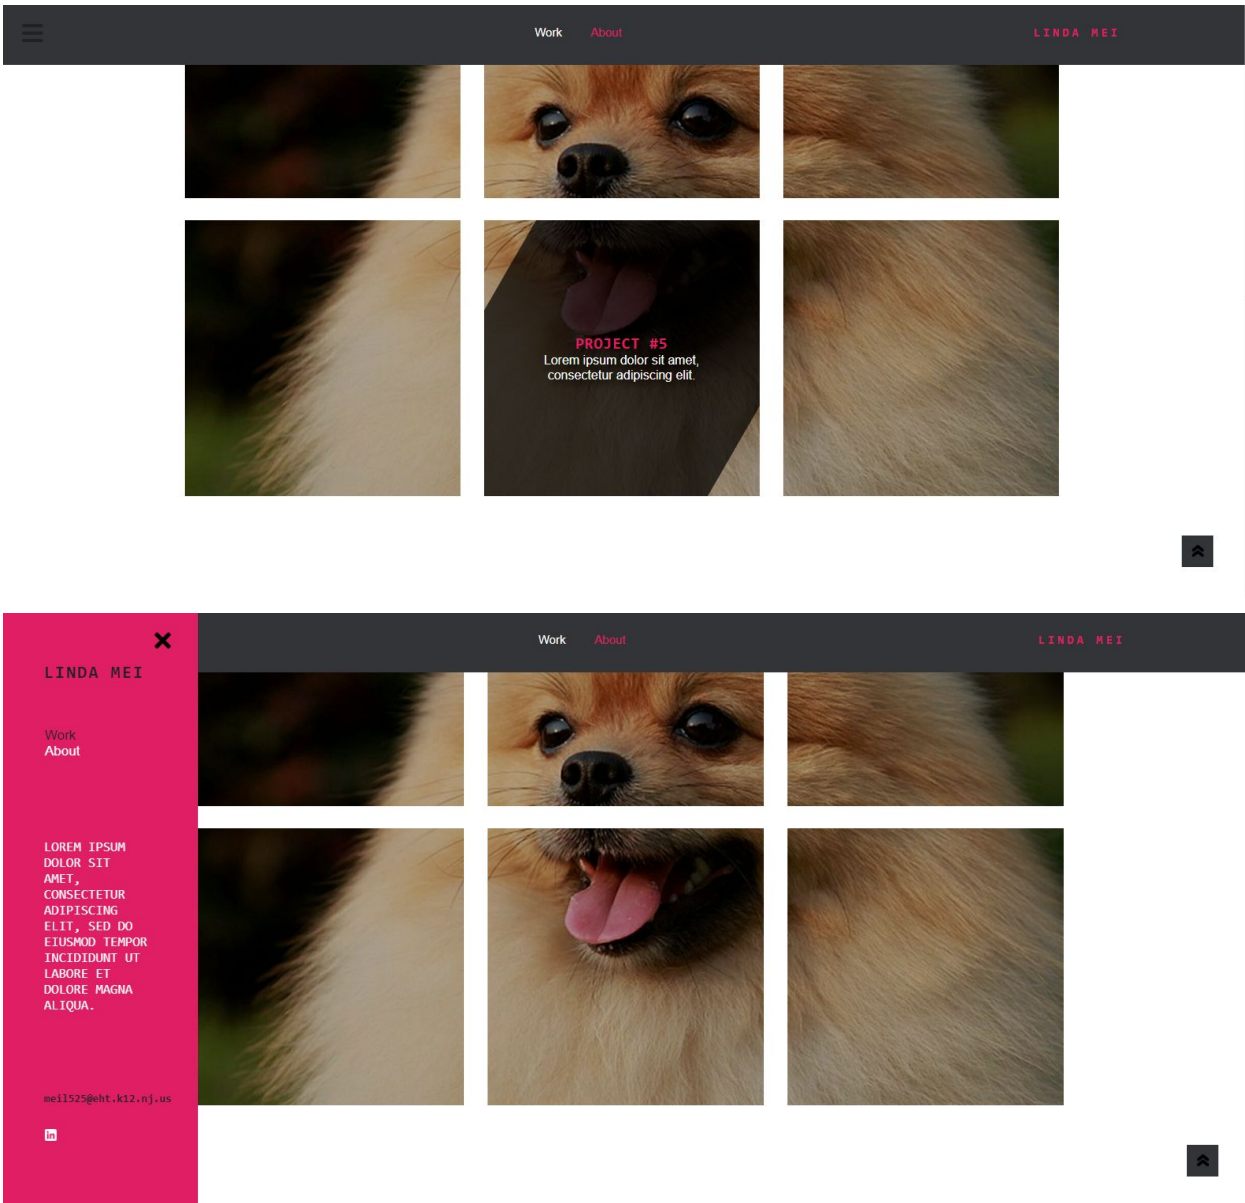 Work About LINDA MEI
PROJECT #5
Lorem ipsum dolor sit amet,
consectetur adipiscing elit.
Work About LINDA MEI
LINDA MEI
Work
About
LOREM IPSUM
DOLOR SIT
AMET,
CONSECTETUR
ADIPISCING
ELIT, SED DO
EIUSMOD TEMPOR
INCIDIDUNT UT
LABORE ET
DOLORE MAGNA
ALIQUA.
meil525@eht.k12.nj.us
in